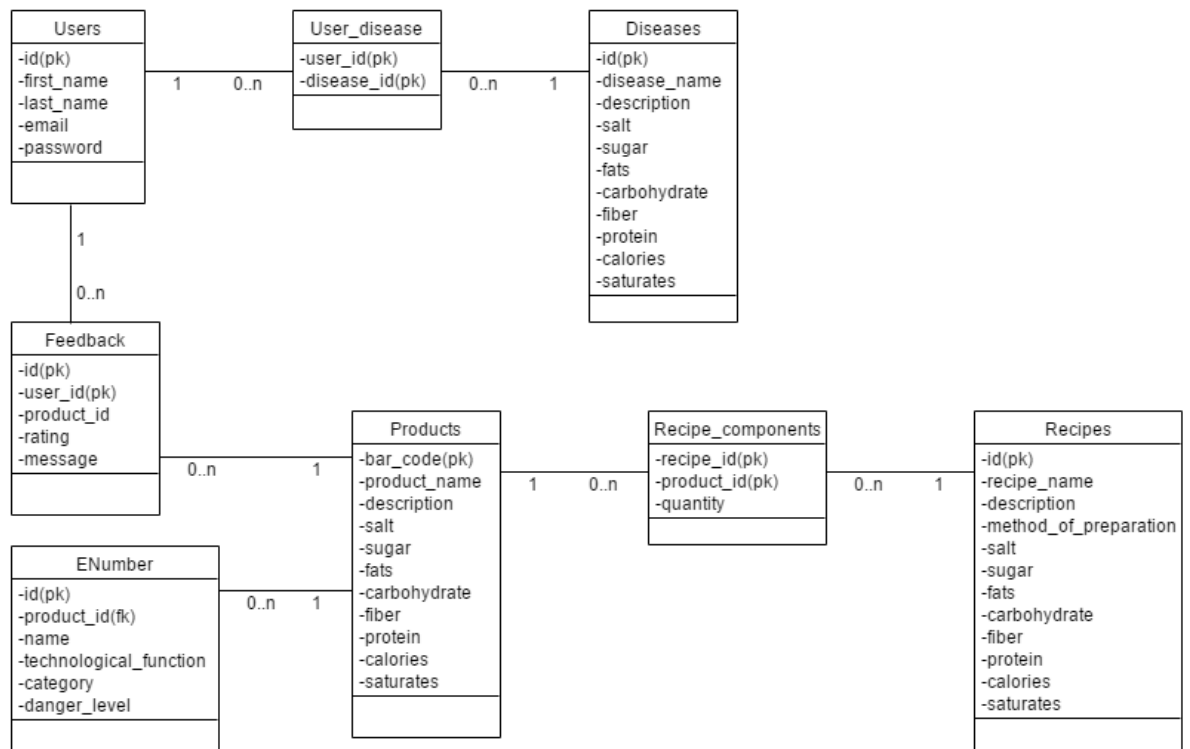 Users
-id(pk)
-first_name
-last_name
-email
-password
1
0..n
User_disease
-user_id(pk)
-disease_id(pk)
0..n
1
Diseases
-id(pk)
-disease_name
-description
-salt
-sugar
-fats
-carbohydrate
-fiber
-protein
-calories
-saturates
1
0..n
Feedback
-id(pk)
-user_id(pk)
-product_id
-rating
-message
0..n
1
ENumber
-id(pk)
-product_id(fk)
-name
-technological_function
-category
-danger_level
0..n
1
Products
-bar_code(pk)
-product_name
-description
-salt
-sugar
-fats
-carbohydrate
-fiber
-protein
-calories
-saturates
1
0..n
Recipe_components
-recipe_id(pk)
-product_id(pk)
-quantity
0..n
1
Recipes
-id(pk)
-recipe_name
-description
-method_of_preparation
-salt
-sugar
-fats
-carbohydrate
-fiber
-protein
-calories
-saturates